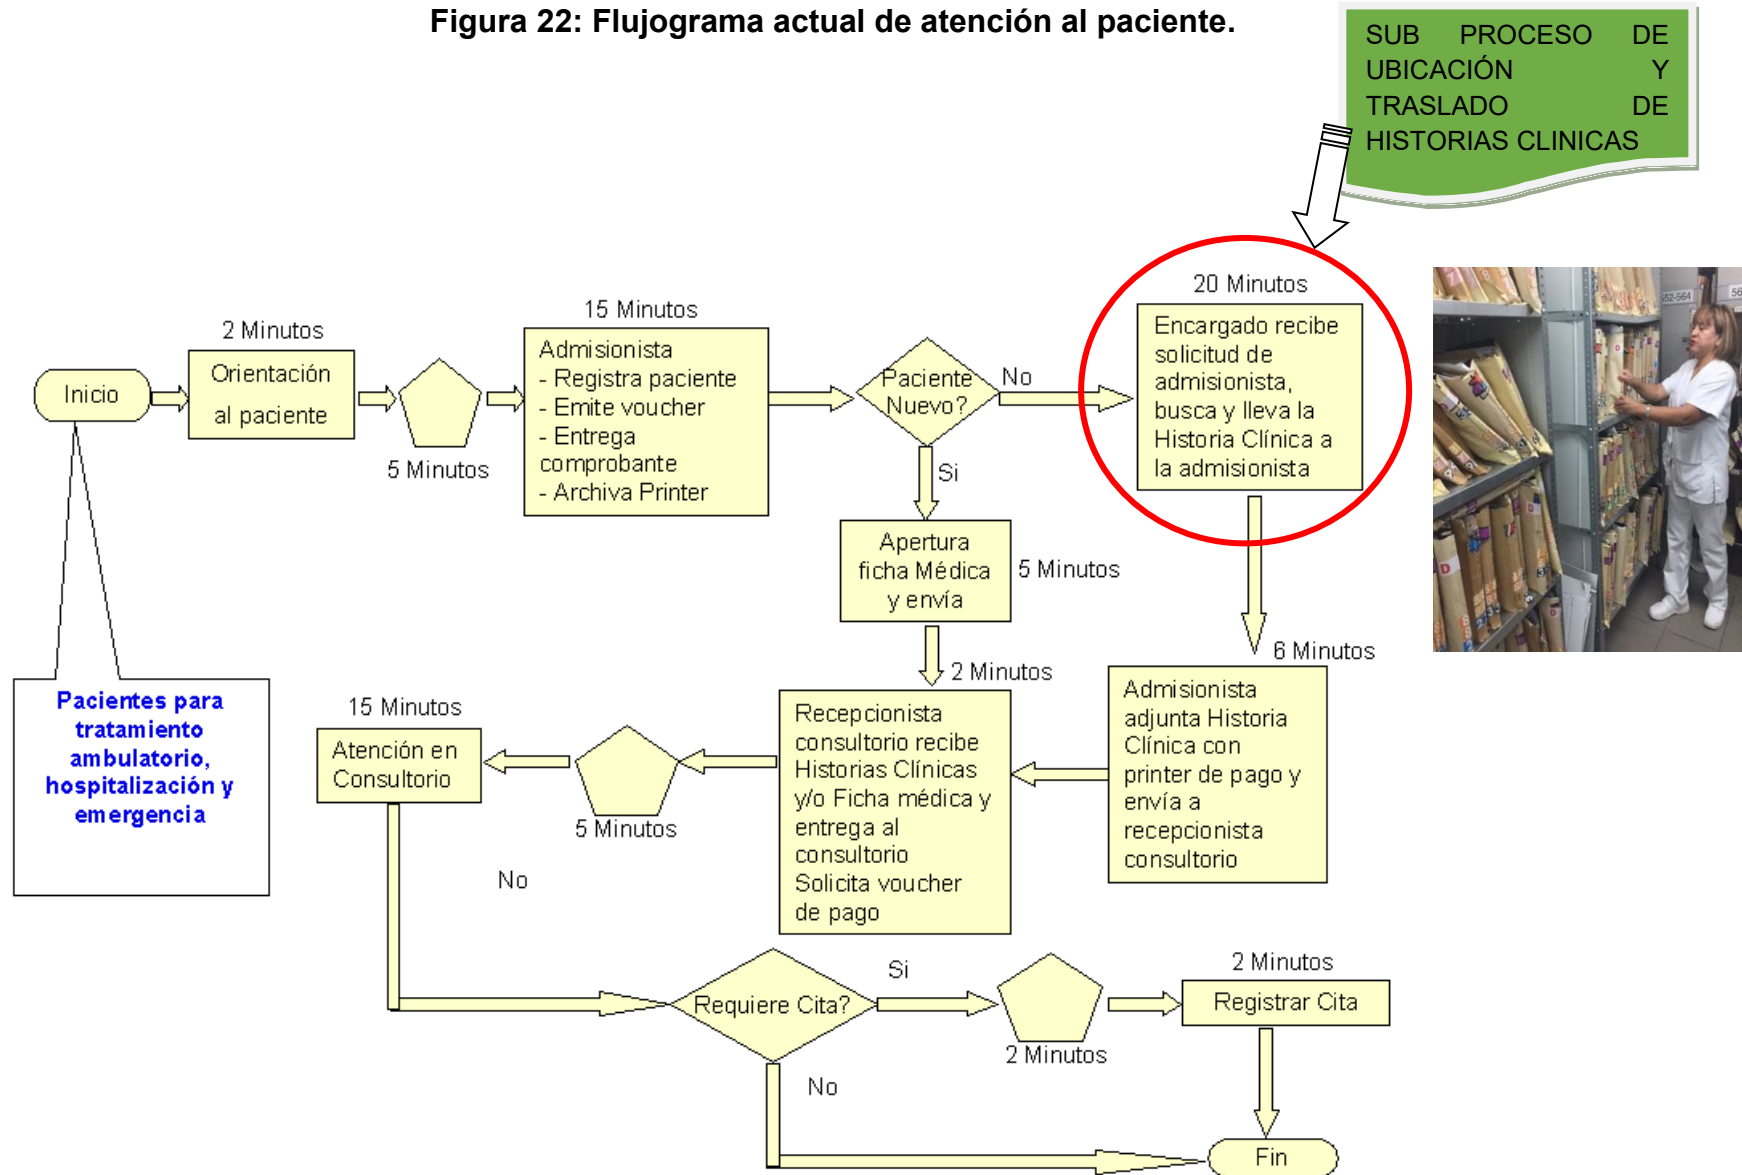 Figura 22: Flujograma actual de atención al paciente.
SUB PROCESO DE
UBICACIÓN Y
TRASLADO DE
HISTORIAS CLINICAS
Inicio
2 Minutos
Orientación
al paciente
5 Minutos
15 Minutos
Admisionista
- Registra paciente
- Emite voucher
- Entrega
comprobante
- Archiva Printer
Paciente
Nuevo?
No
Si
20 Minutos
Encargado recibe
solicitud de
admisionista,
busca y lleva la
Historia Clínica a
la admisionista
52-564
56
Apertura
ficha Médica
y envía
5 Minutos
2 Minutos
6 Minutos
Admisionista
adjunta Historia
Clínica con
printer de pago y
envía a
recepcionista
consultorio
Recepcionista
consultorio recibe
Historias Clínicas
y/o Ficha médica y
entrega al
consultorio
Solicita voucher
de pago
5 Minutos
15 Minutos
Atención en
Consultorio
Pacientes para
tratamiento
ambulatorio,
hospitalización y
emergencia
No
Requiere Cita?
Si
2 Minutos
2 Minutos
Registrar Cita
No
Fin